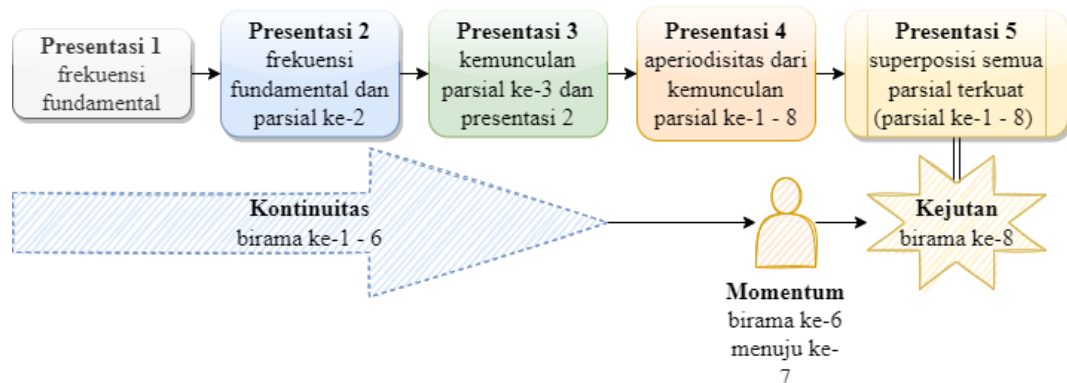 Presentasi 1
frekuensi
fundamental
Presentasi 2
frekuensi
fundamental dan
parsial ke-2
Presentasi 3
kemunculan
parsial ke-3 dan
presentasi 2
Presentasi 4
aperiodisitas dari
kemunculan
parsial ke-1 - 8
Presentasi 5
superposisi semua
parsial terkuat
(parsial ke-1 - 8)
Kontinuitas
birama ke-1 - 6
Momentum
birama ke-6
menuju ke-
7
Kejutan
birama ke-8